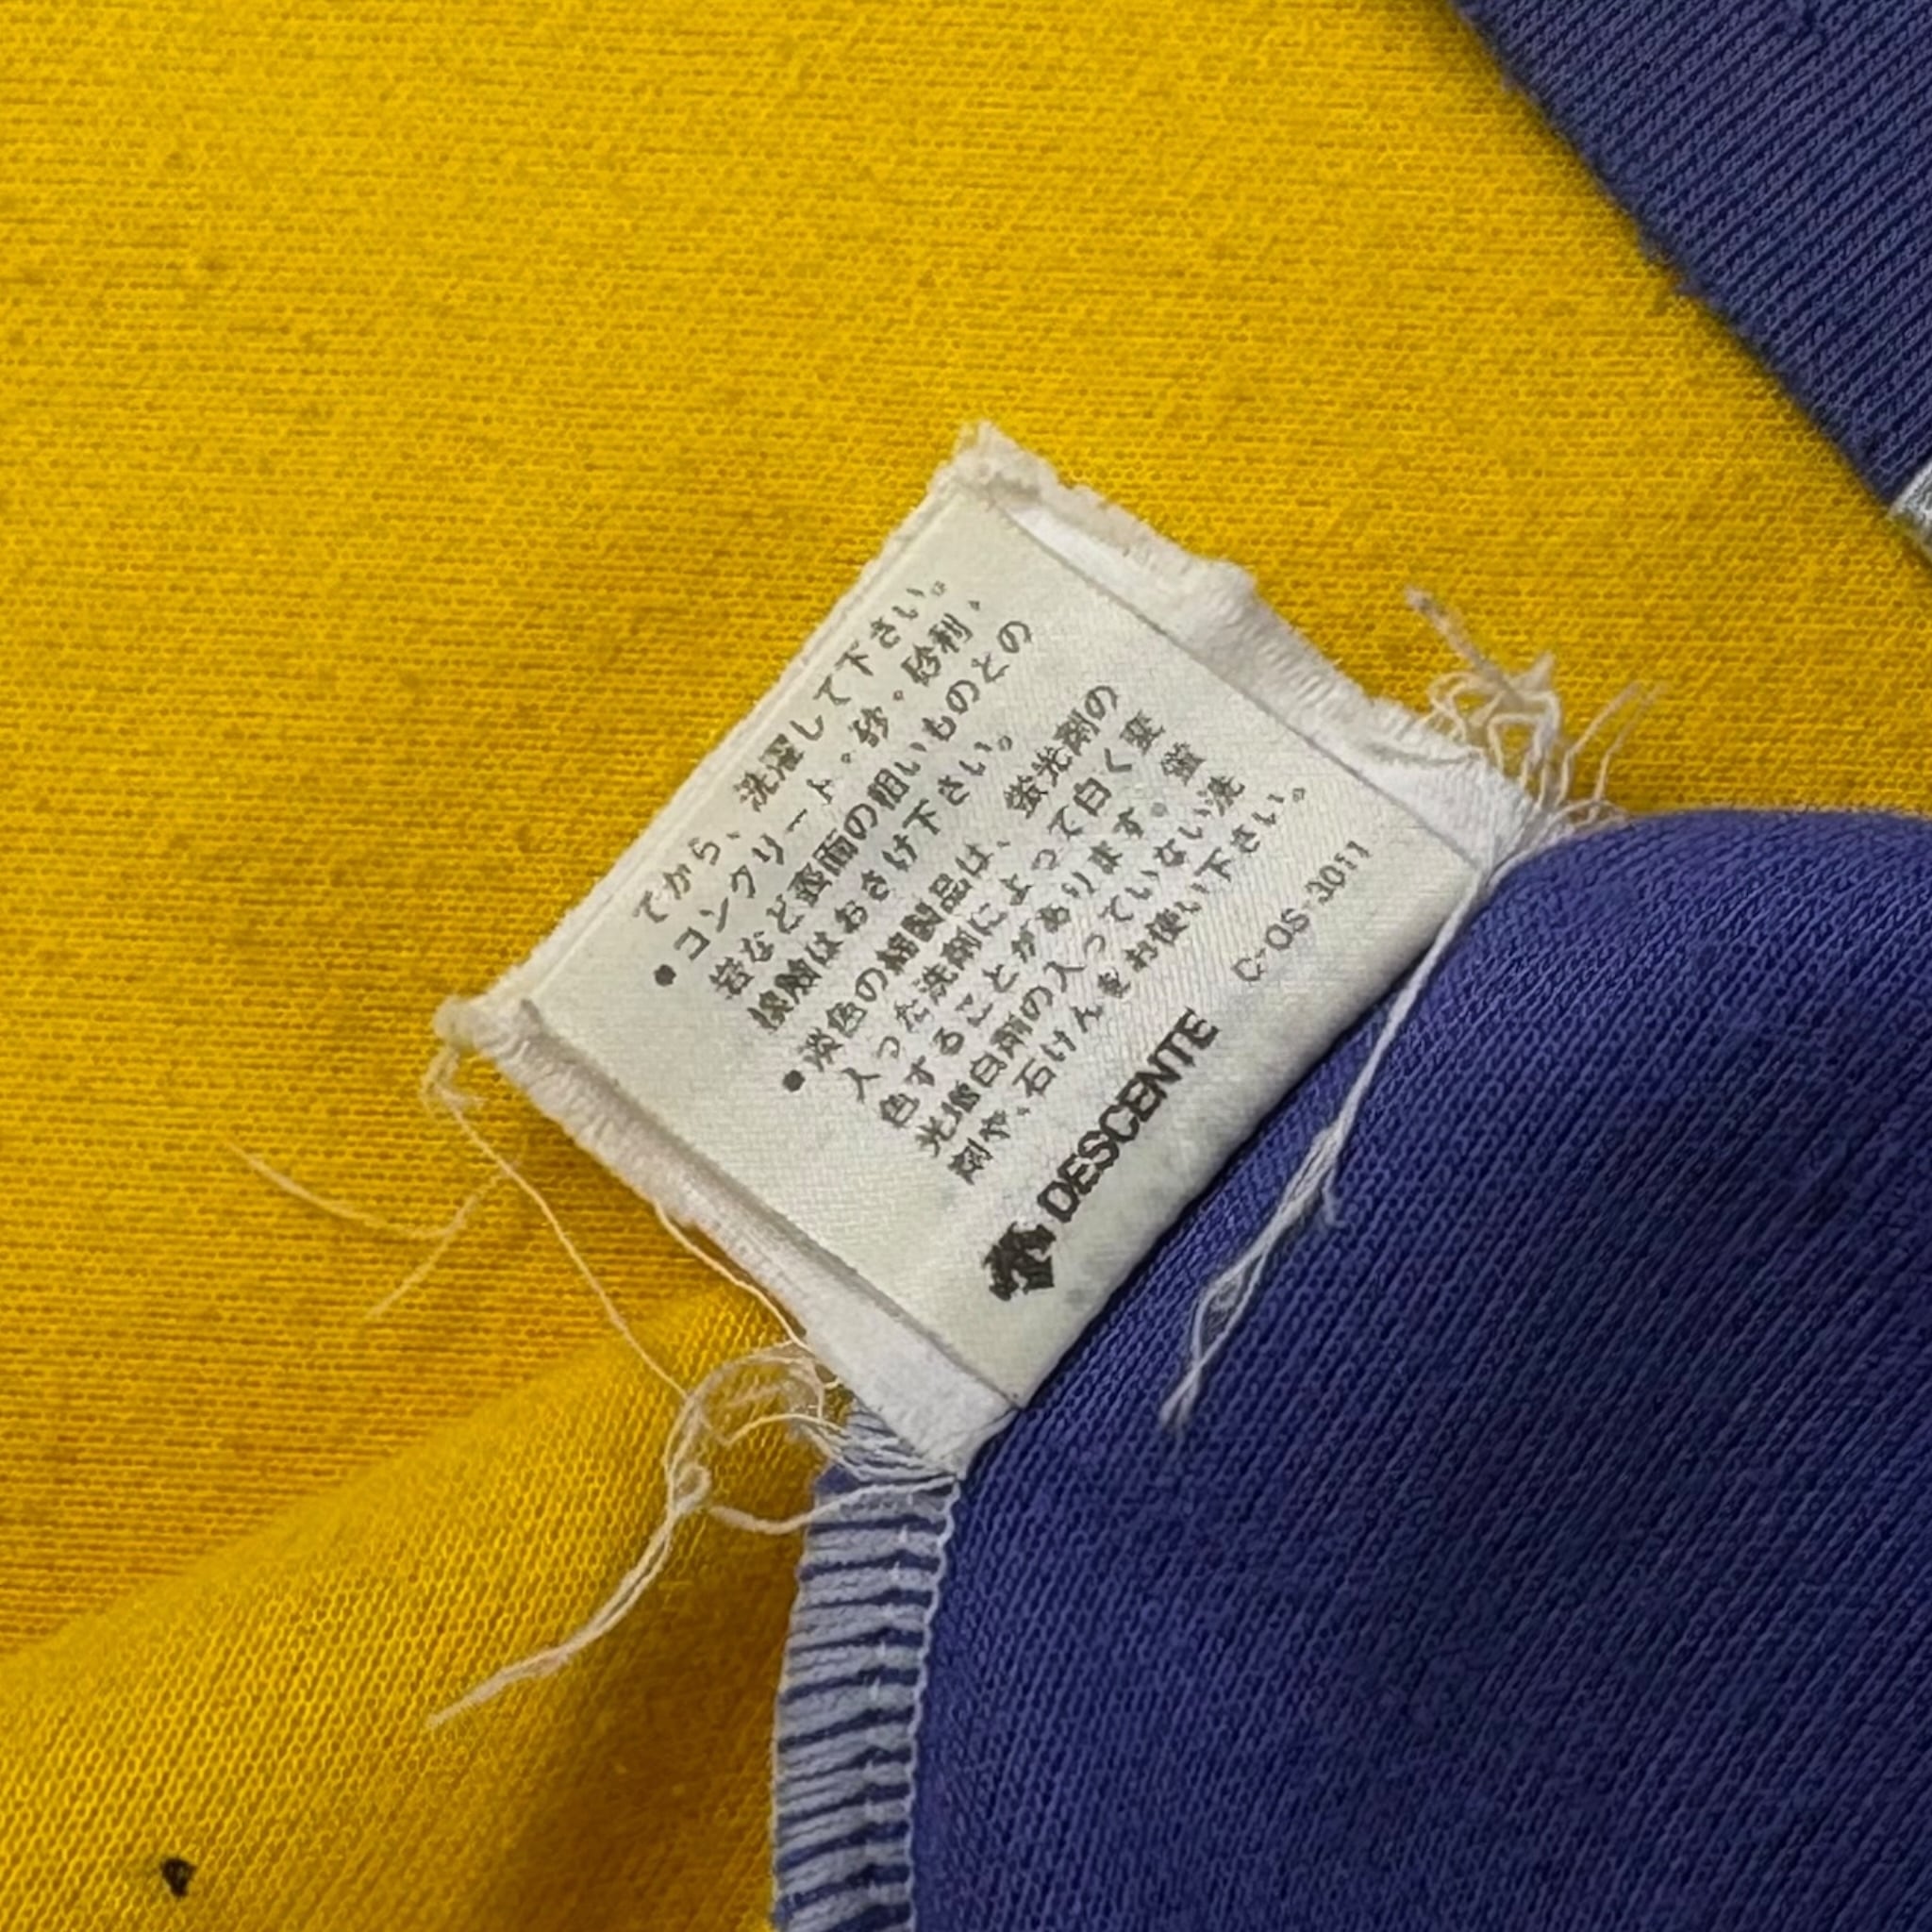 てから、洗濯して下さい。
●コンクリート・砂・砂利、
岩など表面の粗いものとの
接触はおさけ下さい。
●淡色の綿製品は、蛍光剤の
入った洗剤によって白く変
色することがあります。蛍
光増白剤の入っていない洗
剤や、石けんをお使い下さい。
DESCENTE C-QS-3011